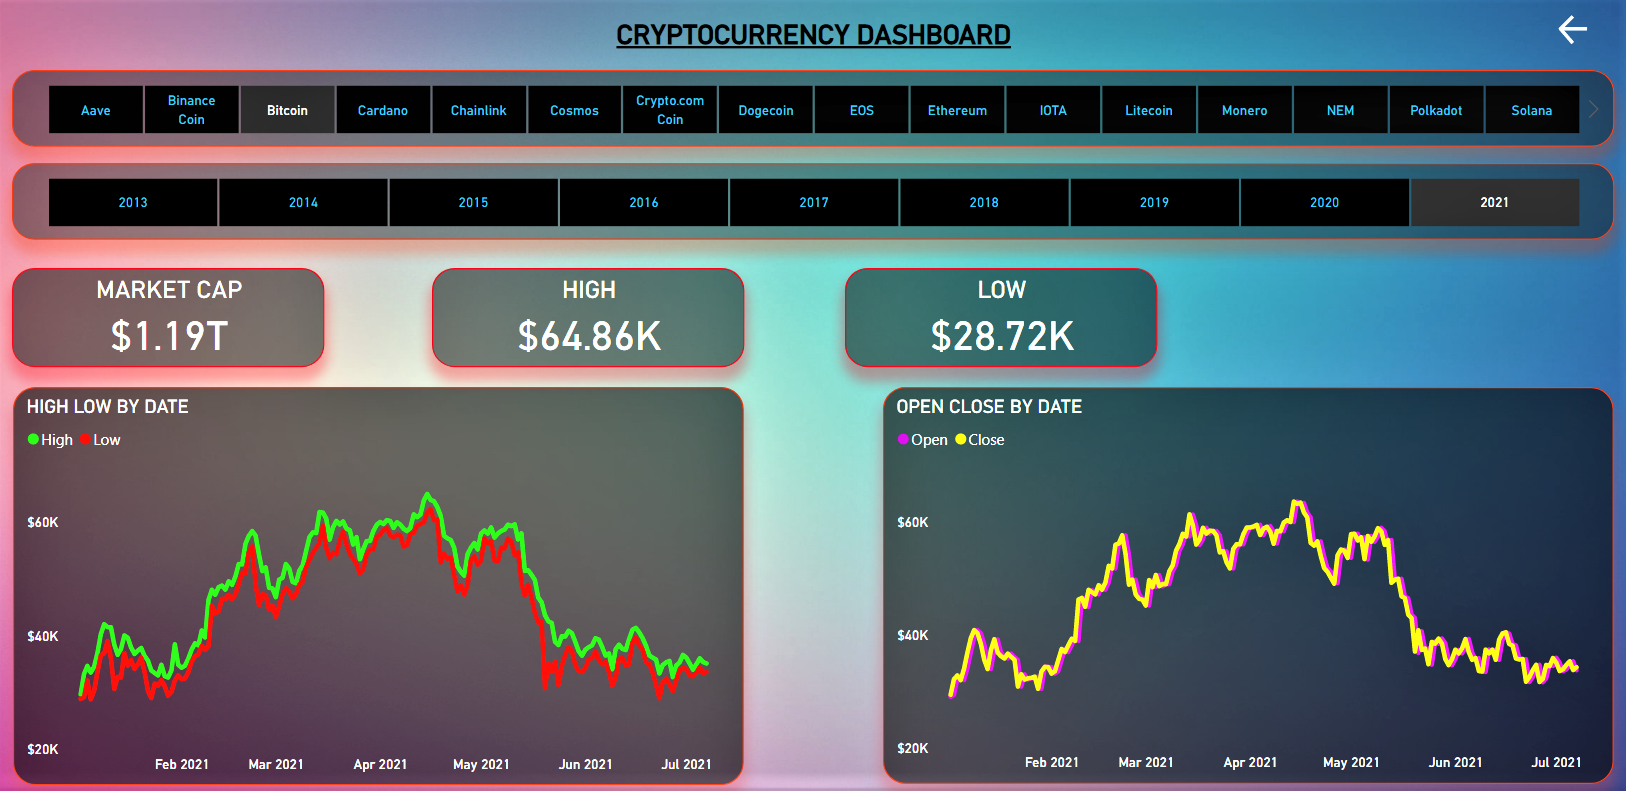 CRYPTOCURRENCY DASHBOARD
Aave
Binance
Coin
Bitcoin
Cardano
Chainlink
Cosmos
Crypto.com
Coin
Dogecoin
EOS
Ethereum
IOTA
Litecoin
Monero
NEM
Polkadot
Solana
2013
2014
2015
2016
2017
2018
2019
2020
2021
MARKET CAP
$1.19T
HIGH
$64.86K
LOW
$28.72K
HIGH LOW BY DATE
High Low
$60K
$40K
$20K
Feb 2021 Mar 2021 Apr 2021 May 2021 Jun 2021 Jul 2021
OPEN CLOSE BY DATE
Open Close
$60K
$40K
$20K
Feb 2021 Mar 2021 Apr 2021 May 2021 Jun 2021 Jul 2021